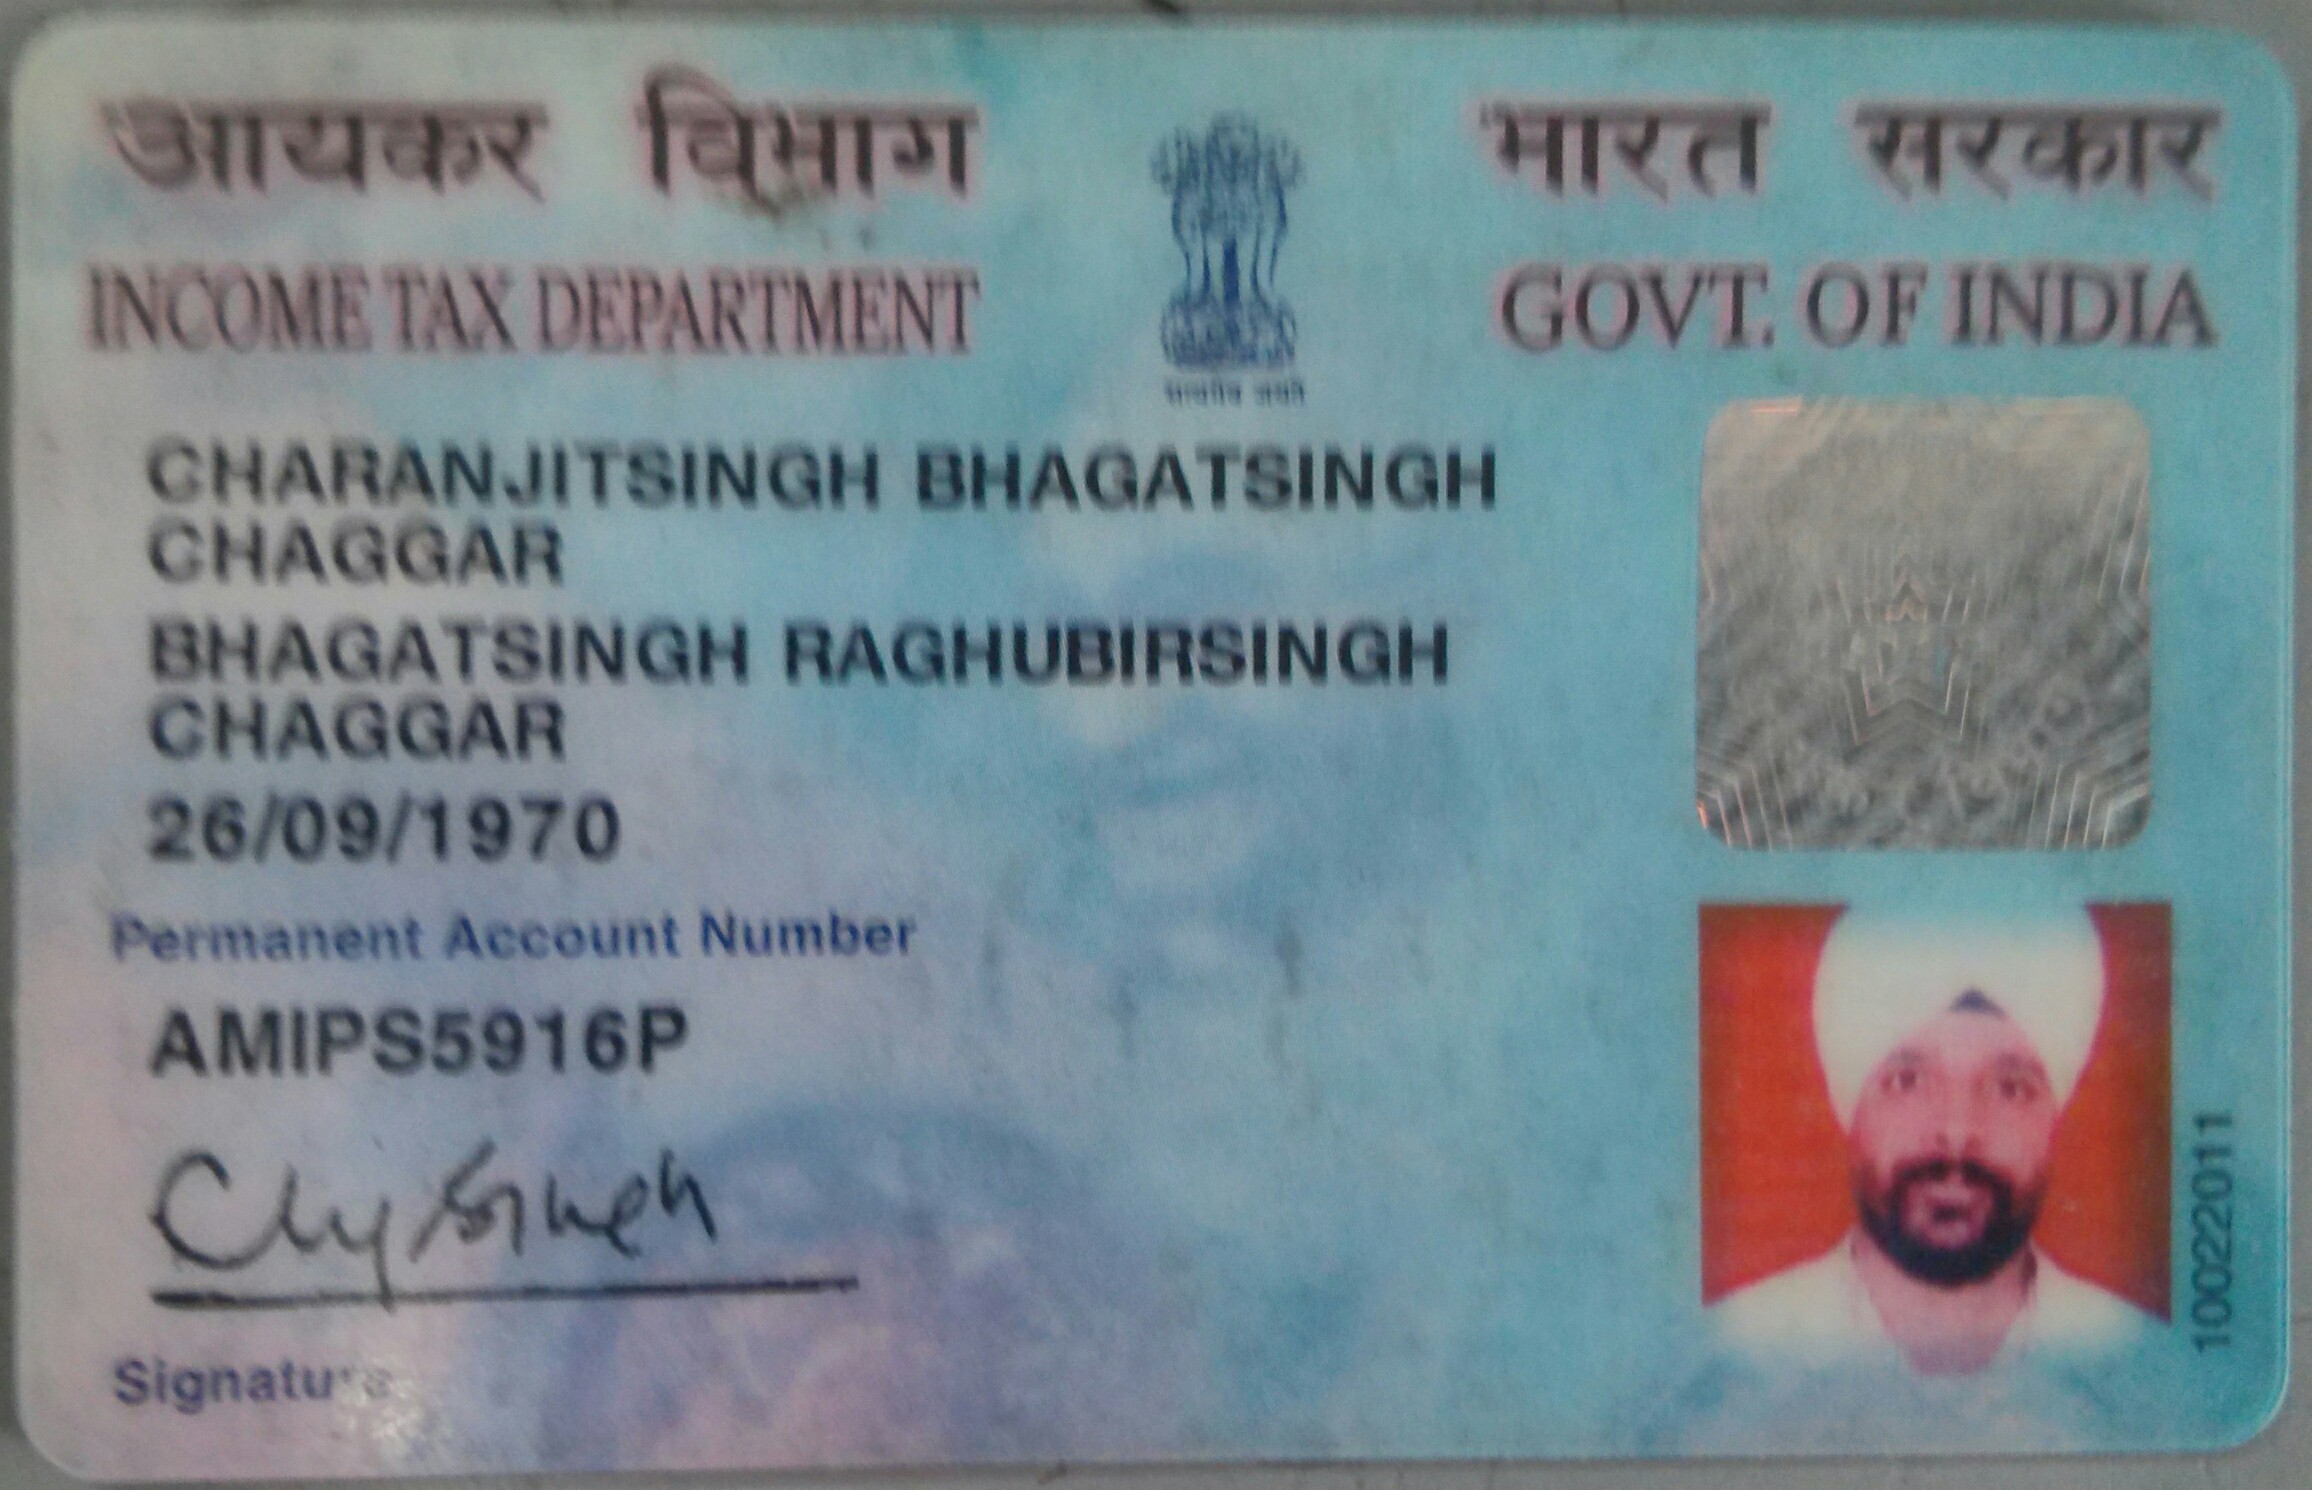 आयकर विभाग
भारत सरकार
INCOME TAX DEPARTMENT
GOVT. OF INDIA
सत्यमेव जयते
CHARANJITSINGH BHAGATSINGH
CHAGGAR
BHAGATSINGH RAGHUBIRSINGH
CHAGGAR
26/09/1970
Permanent Account Number
AMIPS5916P
Signature
10022011